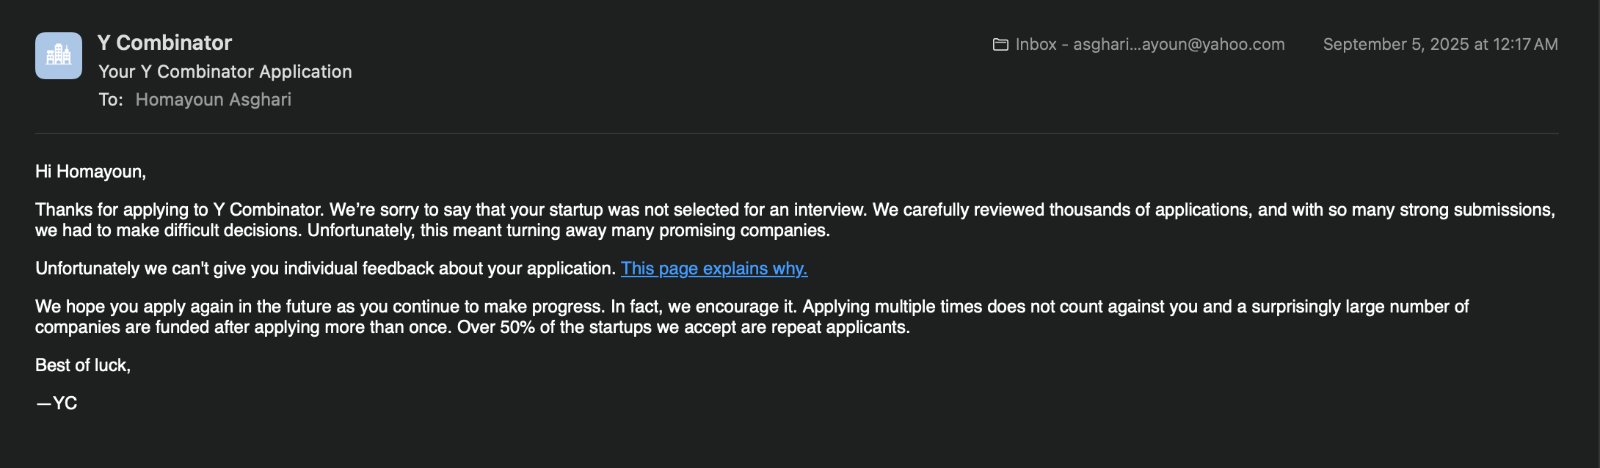 Y Combinator
Inbox - asghari...ayoun@yahoo.com
September 5, 2025 at 12:17 AM
Your Y Combinator Application
To: Homayoun Asghari
Hi Homayoun,
Thanks for applying to Y Combinator. We’re sorry to say that your startup was not selected for an interview. We carefully reviewed thousands of applications, and with so many strong submissions,
we had to make difficult decisions. Unfortunately, this meant turning away many promising companies.
Unfortunately we can't give you individual feedback about your application. This page explains why.
We hope you apply again in the future as you continue to make progress. In fact, we encourage it. Applying multiple times does not count against you and a surprisingly large number of
companies are funded after applying more than once. Over 50% of the startups we accept are repeat applicants.
Best of luck,
—YC